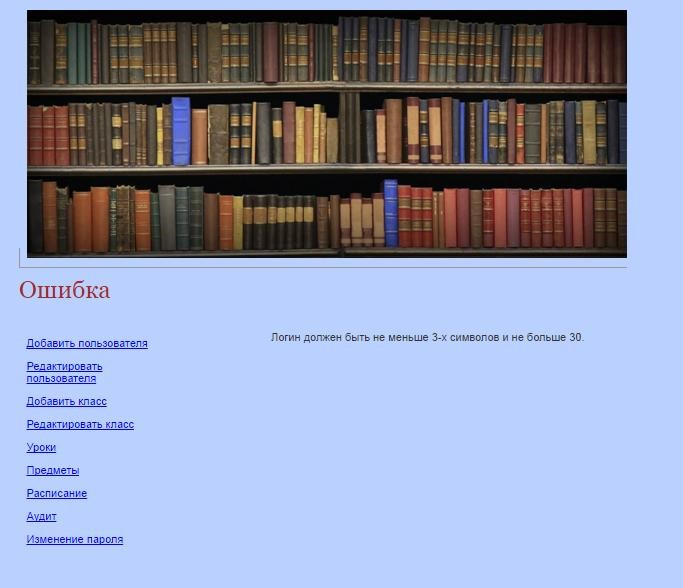 Ошибка
Добавить пользователя
Логин должен быть не меньше 3-х символов и не больше 30.
Редактировать
пользователя
Добавить класс
Редактировать класс
Уроки
Предметы
Расписание
Аудит
Изменение пароля